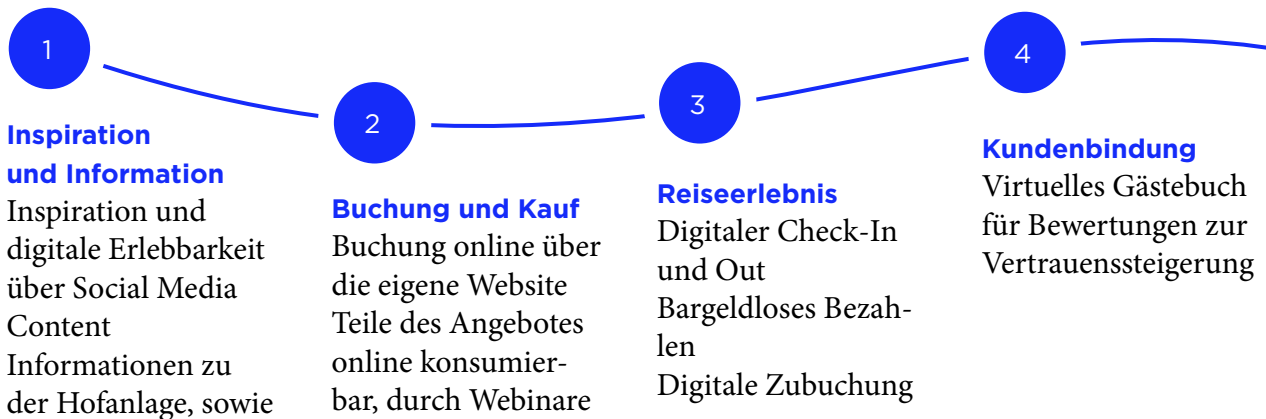 1
Inspiration
und Information
Inspiration und
digitale Erlebbarkeit
über Social Media
Content
Informationen zu
der Hofanlage, sowie
2
Buchung und Kauf
Buchung online über
die eigene Website
Teile des Angebotes
online konsumier-
bar, durch Webinare
3
Reiseerlebnis
Digitaler Check-In
und Out
Bargeldloses Bezah-
len
Digitale Zubuchung
4
Kundenbindung
Virtuelles Gästebuch
für Bewertungen zur
Vertrauenssteigerung